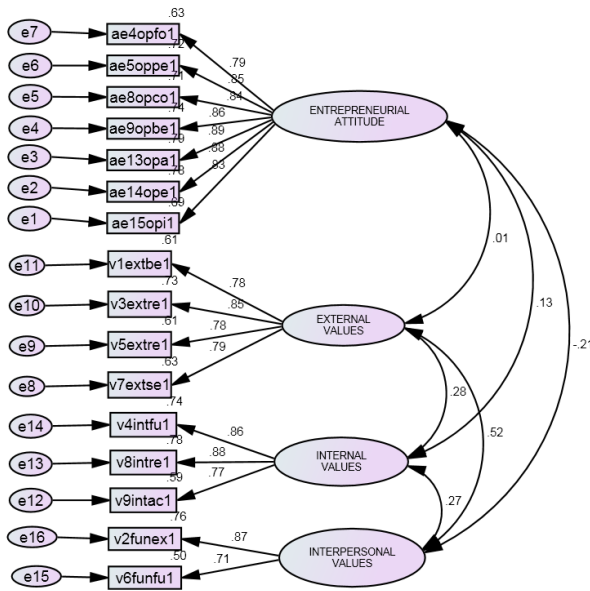 .63
e7 ae4opfo1
.72
.79
e6 ae5oppe1
.71 .85
e5 ae8opco1 .84
.74 .86
ENTREPRENEURIAL
ATTITUDE
e4 ae9opbe1
.79 .89
e3 ae13opa1 .88
.78 .83
e2 ae14ope1
.69
e1 ae15opi1
.61
.01
e11 v1extbe1
.73 .78
e10 v3extre1 .85
.13
.61
EXTERNAL
VALUES
.78
e9 v5extre1
.79
-.21
.63
e8 v7extse1
.28
.74
e14 v4intfu1 .86
.52
.78
e13 v8intre1 .88
INTERNAL
VALUES
.59 .77
e12 v9intac1
.27
.76
e16 v2funex1 .87
.50
INTERPERSONAL
VALUES
.71
e15 v6funfu1